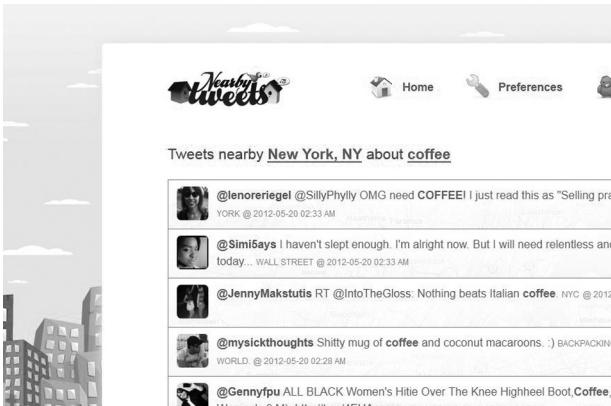 Nearby
tweets
Home
Preferences
Tweets nearby New York, NY about coffee
@lenoreriegel @SillyPhylly OMG need COFFEE! I just read this as "Selling pra
YORK @ 2012-05-20 02:33 AM
@Simi5ays I haven't slept enough. I'm alright now. But I will need relentless and
today... WALL STREET @ 2012-05-20 02:33 AM
@JennyMakstutis RT @IntoTheGloss: Nothing beats Italian coffee. NYC @ 2012
@mysickthoughts Shitty mug of coffee and coconut macaroons. :) BACKPACKING
WORLD. @ 2012-05-20 02:28 AM
@Gennyfpu ALL BLACK Women's Hitie Over The Knee Highheel Boot,Coffee,